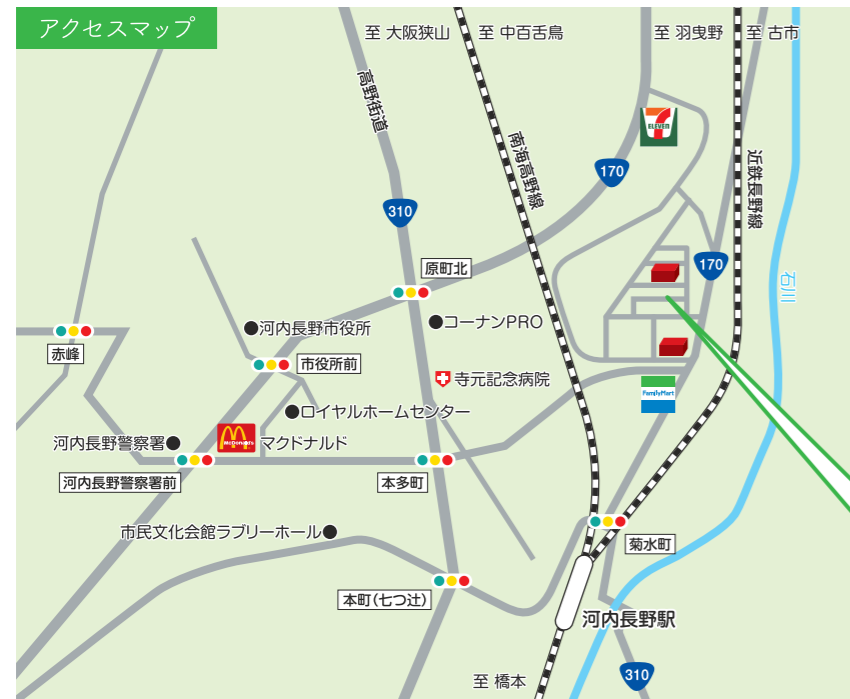 アクセスマップ
至 大阪狭山
至 中百舌鳥
至 羽曳野
至 古市
高野街道
南海高野線
7
ELEVEN
170
近鉄長野線
310
170
石川
原町北
河内長野市役所
コーナンPRO
赤峰
市役所前
寺元記念病院
FamilyMart
ロイヤルホームセンター
河内長野警察署
McDonald's
マクドナルド
河内長野警察署前
本多町
市民文化会館ラブリーホール
菊水町
本町(七つ辻)
河内長野駅
至 橋本
310